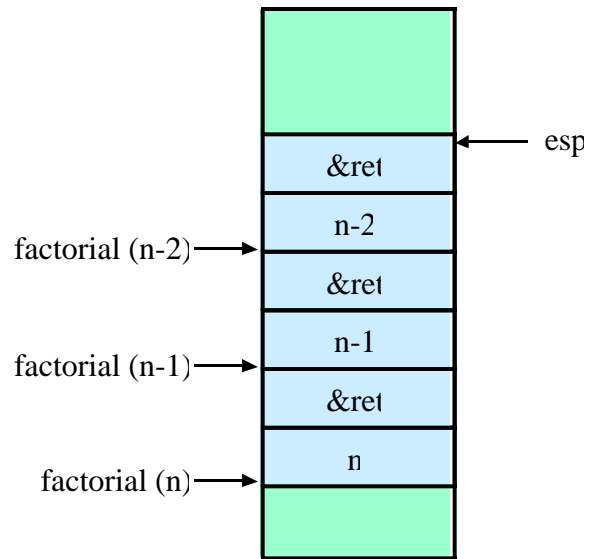 esp
&ret
n-2
factorial (n-2)
&ret
n-1
factorial (n-1)
&ret
n
factorial (n)